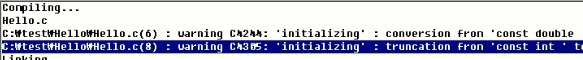 Compiling...
Hello.c
C:₩test₩Hello₩Hello.c(6) : warning C4244: 'initializing' : conversion from 'const double
C:₩test₩Hello₩Hello.c(8) : warning C4305: 'initializing' : truncation from 'const int ' to
Linking